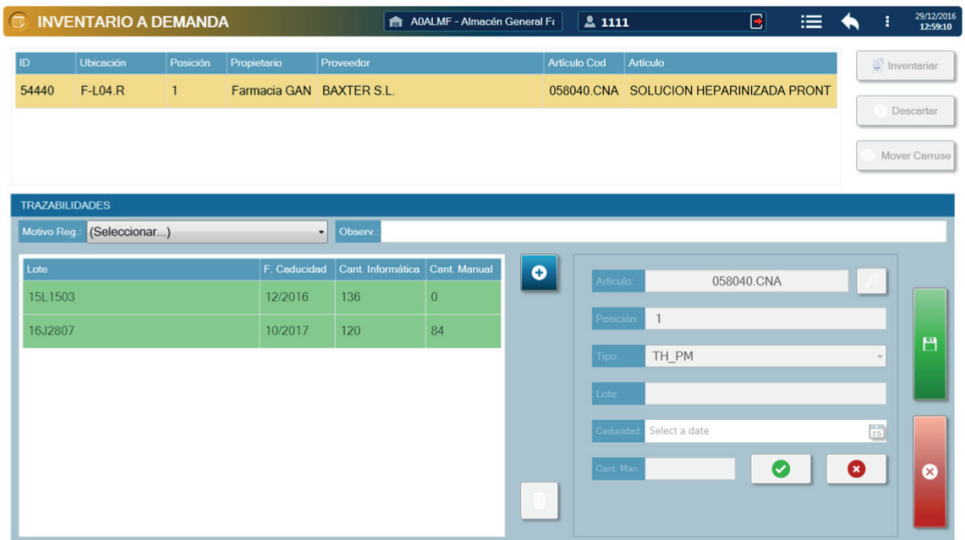 INVENTARIO A DEMANDA
A0ALMF - Almacén General F
1111
29/12/2016
12:59:10
ID Ubicación Posición Propietario Proveedor Artículo Cod Artículo
54440 F-L04.R 1 Farmacia GAN BAXTER S.L. 058040.CNA SOLUCION HEPARINIZADA PRONT
Inventariar
Descartar
Mover Carruse
TRAZABILIDADES
Motivo Reg.: (Seleccionar...) Observ.:
Lote F. Caducidad Cant. Informática Cant. Manual
15L1503 12/2016 136 0
16J2807 10/2017 120 84
Artículo: 058040.CNA
Posición: 1
Tipo: TH_PM
Lote:
Caducidad: Select a date 15
Cant. Man.